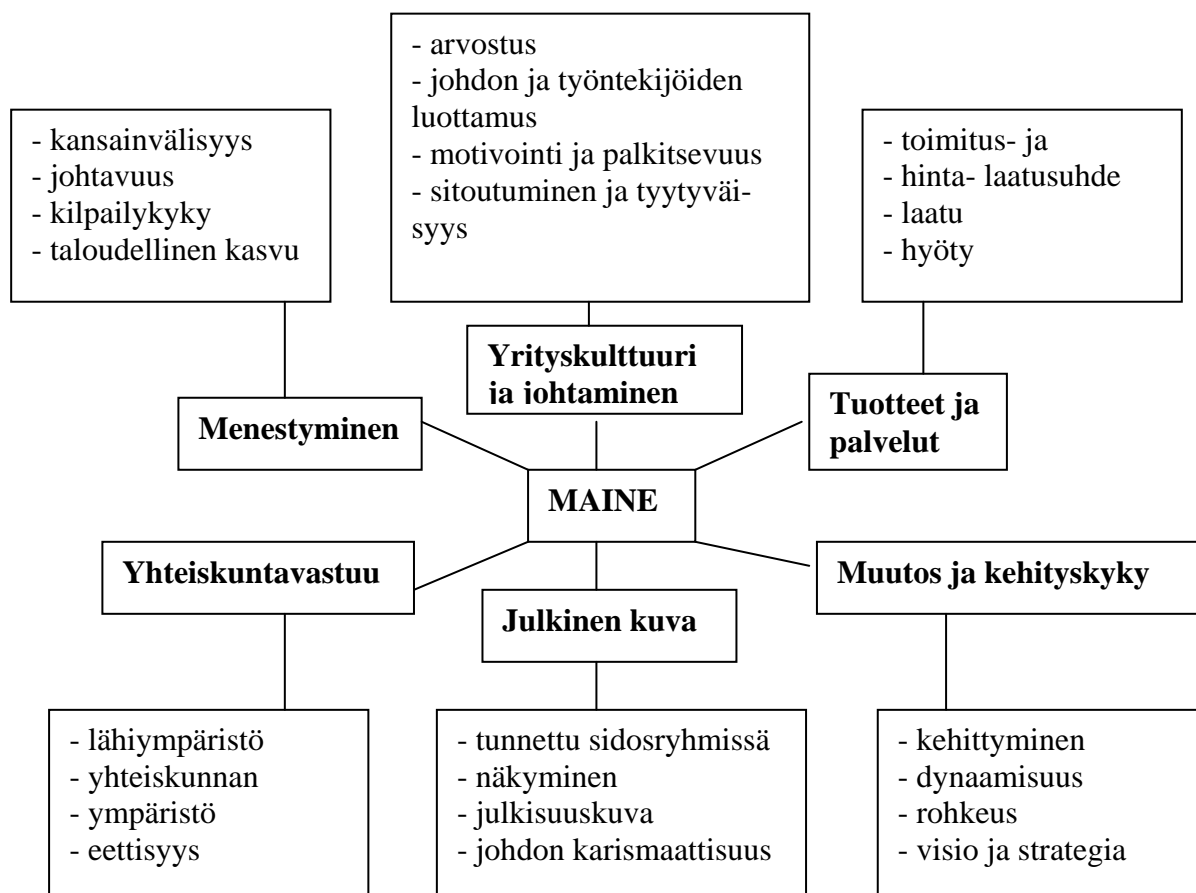 - arvostus
- johdon ja työntekijöiden
luottamus
- motivointi ja palkitsevuus
- sitoutuminen ja tyytyväi-
syys
- kansainvälisyys
- johtavuus
- kilpailykyky
- taloudellinen kasvu
- toimitus- ja
- hinta- laatusuhde
- laatu
- hyöty
Yrityskulttuuri
ja johtaminen
Menestyminen
Tuotteet ja
palvelut
MAINE
Yhteiskuntavastuu
Julkinen kuva
Muutos ja kehityskyky
- lähiympäristö
- yhteiskunnan
- ympäristö
- eettisyys
- tunnettu sidosryhmissä
- näkyminen
- julkisuuskuva
- johdon karismaattisuus
- kehittyminen
- dynaamisuus
- rohkeus
- visio ja strategia